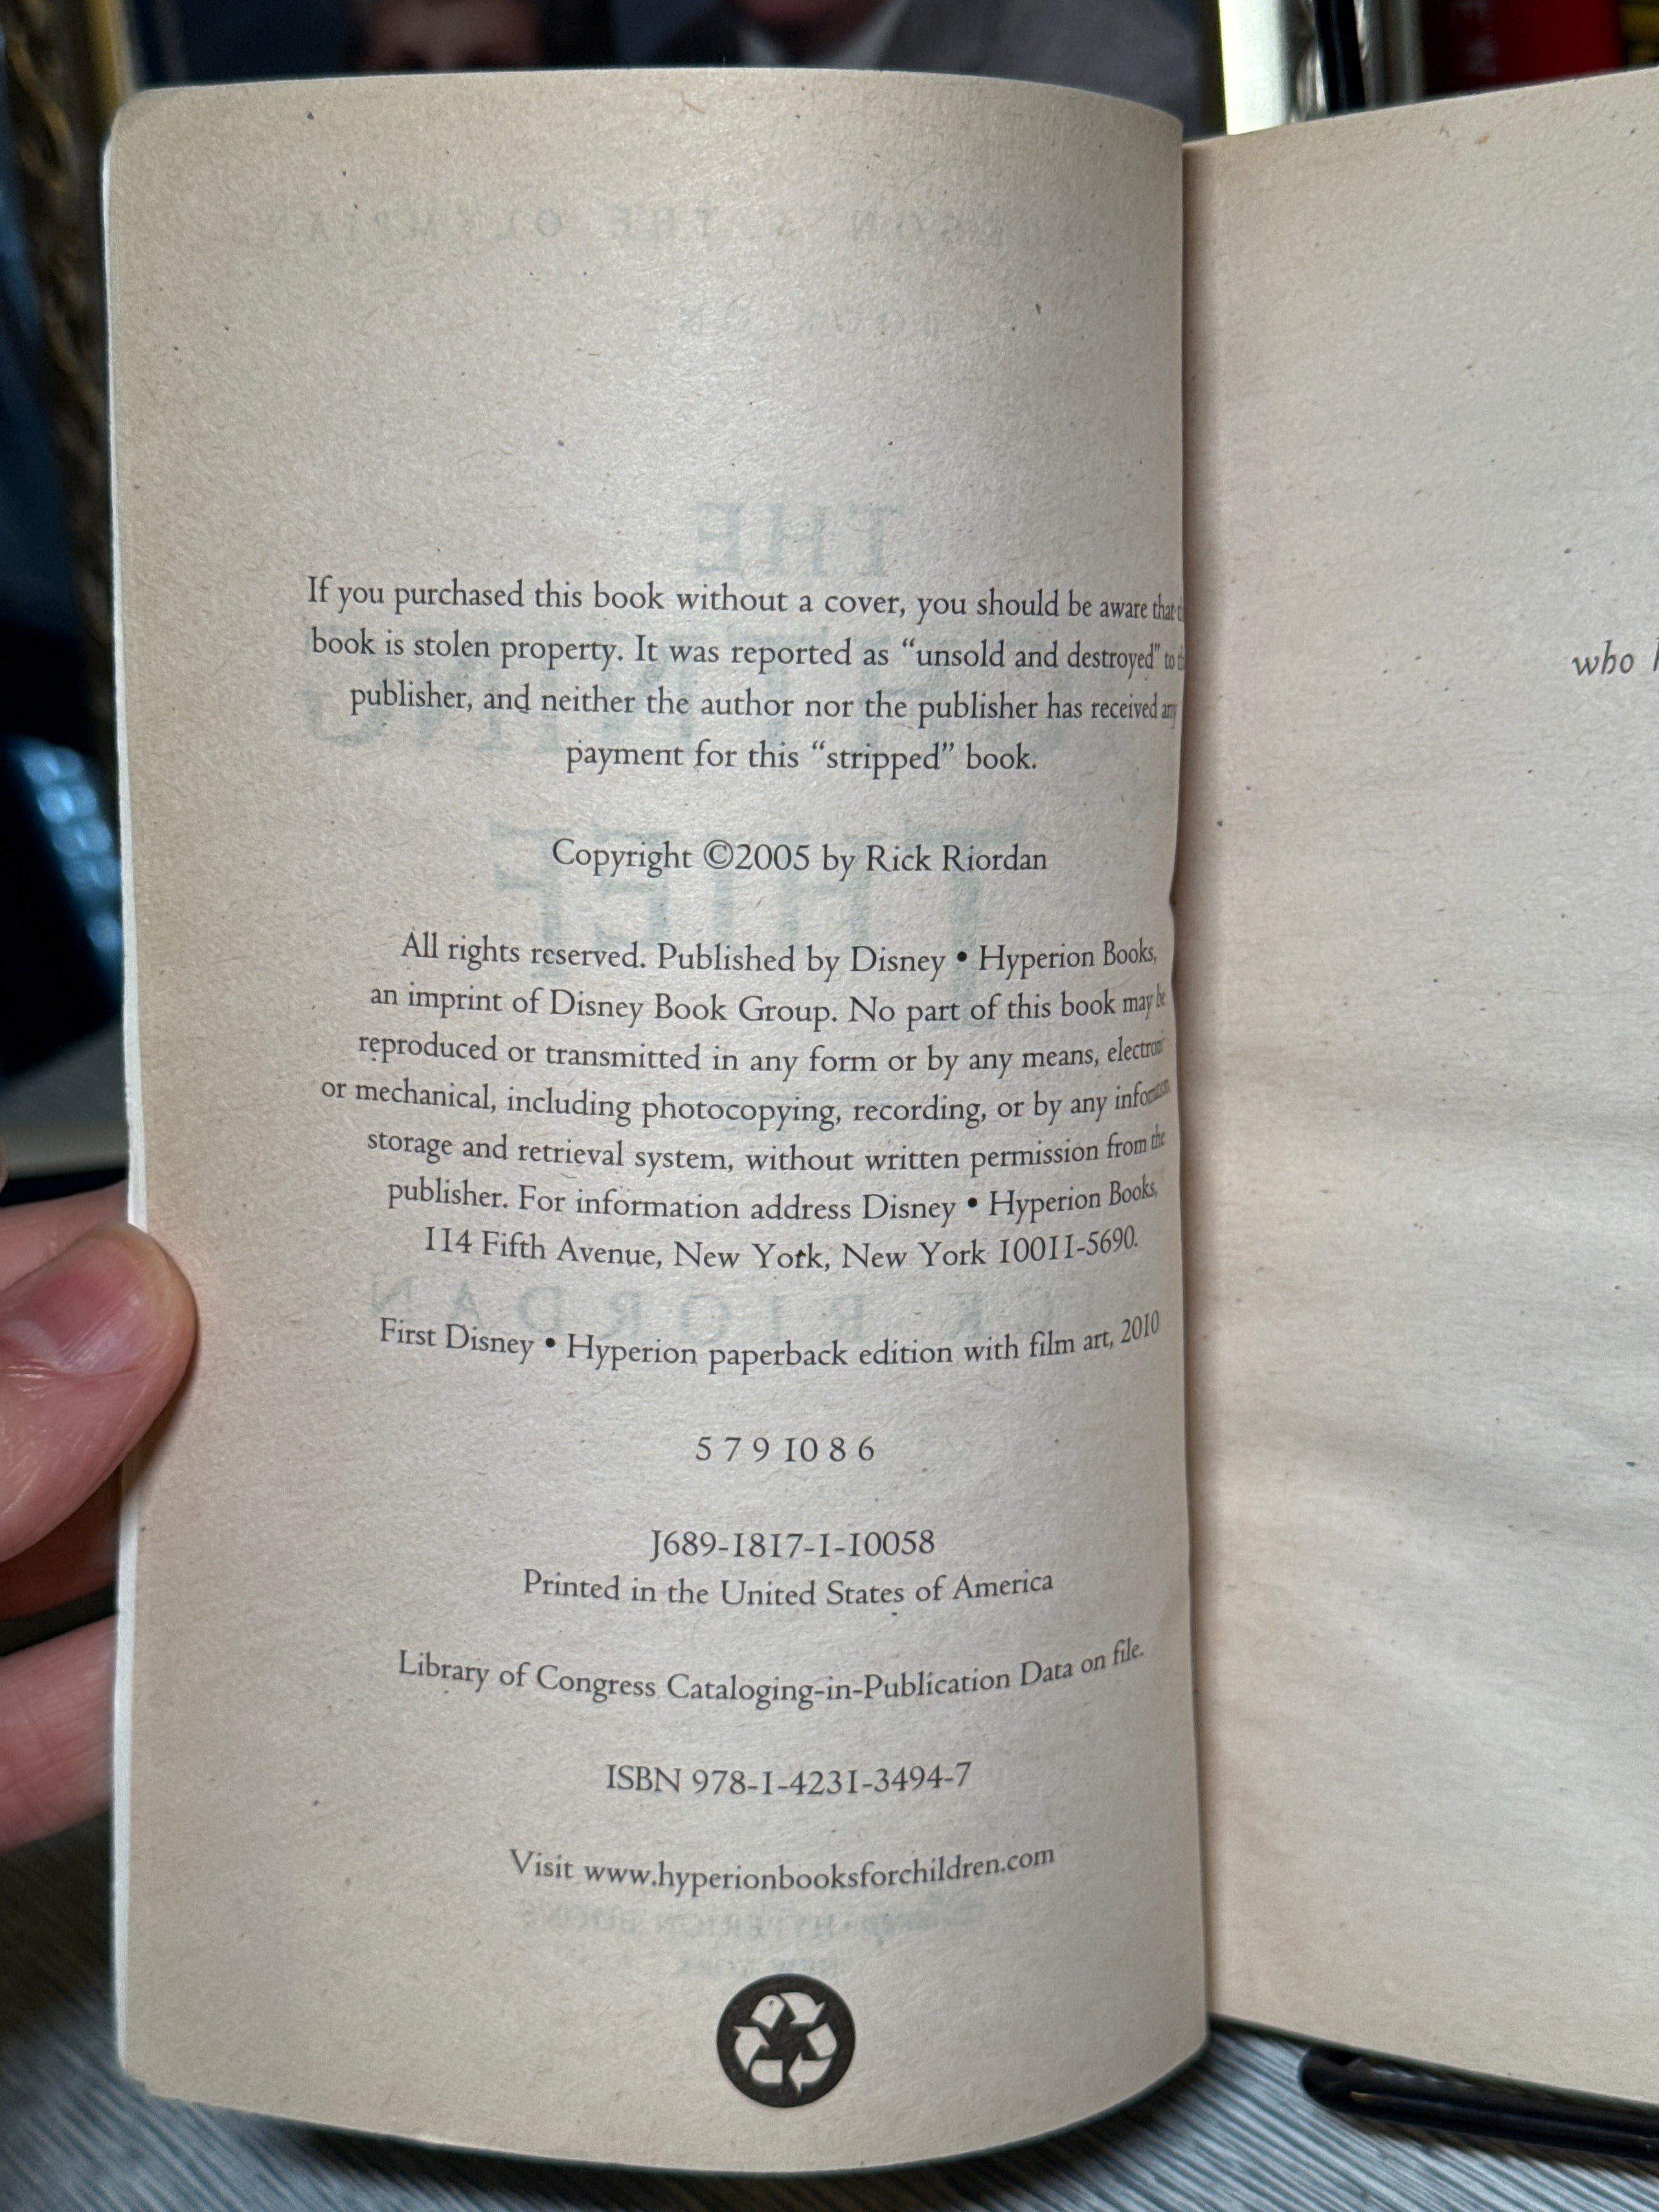 If you purchased this book without a cover, you should be aware that
book is stolen property. It was reported as “unsold and destroyed” to
publisher, and neither the author nor the publisher has received any
payment for this “stripped” book.
Copyright ©2005 by Rick Riordan
All rights reserved. Published by Disney • Hyperion Books,
an imprint of Disney Book Group. No part of this book may be
reproduced or transmitted in any form or by any means,
or mechanical, including photocopying, recording, or by any
storage and retrieval system, without written permission from the
publisher. For information address Disney • Hyperion Books,
114 Fifth Avenue, New York, New York 10011-5690.
First Disney • Hyperion paperback edition with film art, 2010
5 7 9 10 8 6
J689-1817-1-10058
Printed in the United States of America
Library of Congress Cataloging-in-Publication Data on file.
ISBN 978-1-4231-3494-7
Visit www.hyperionbooksforchildren.com
who